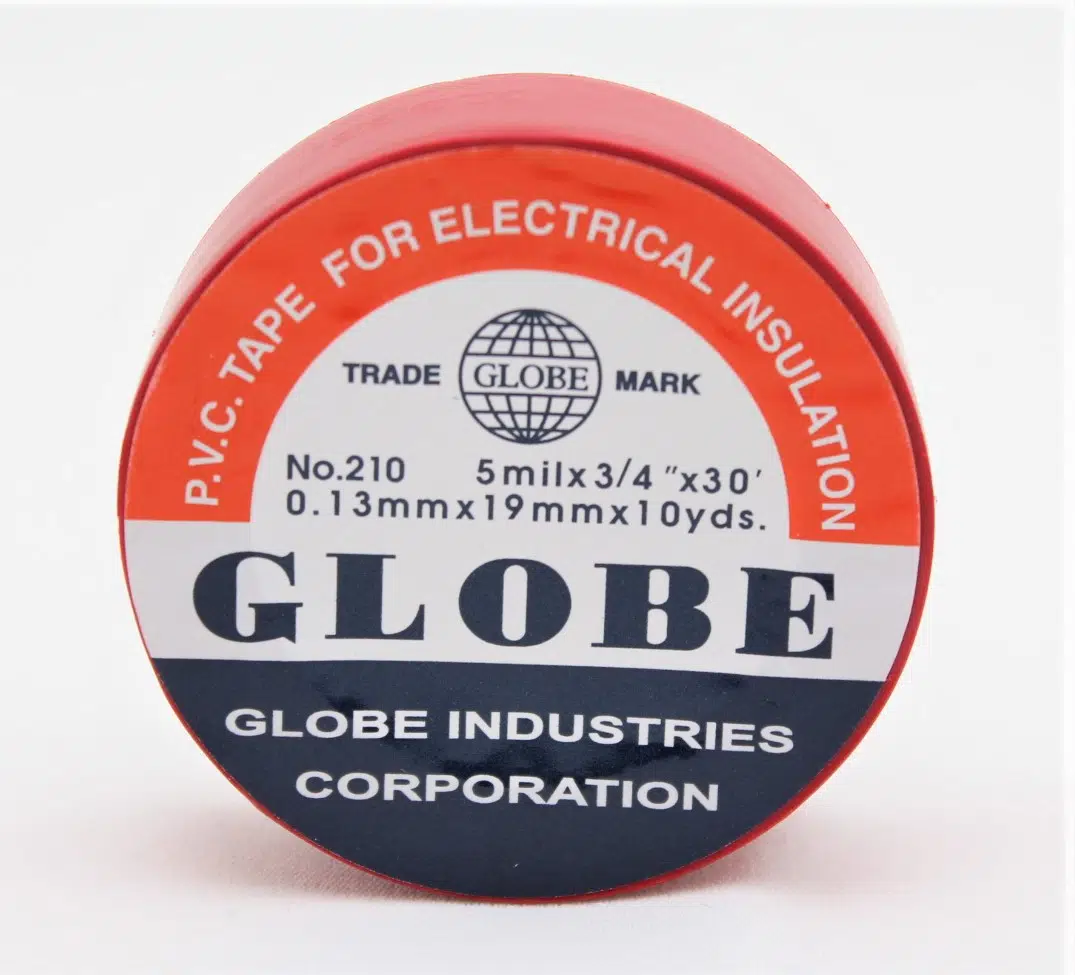 P.V.C. TAPE FOR ELECTRICAL INSULATION
TRADE GLOBE MARK
No.210 5milx3/4"x30'
0.13mmx19mmx10yds.
GLOBE
GLOBE INDUSTRIES
CORPORATION